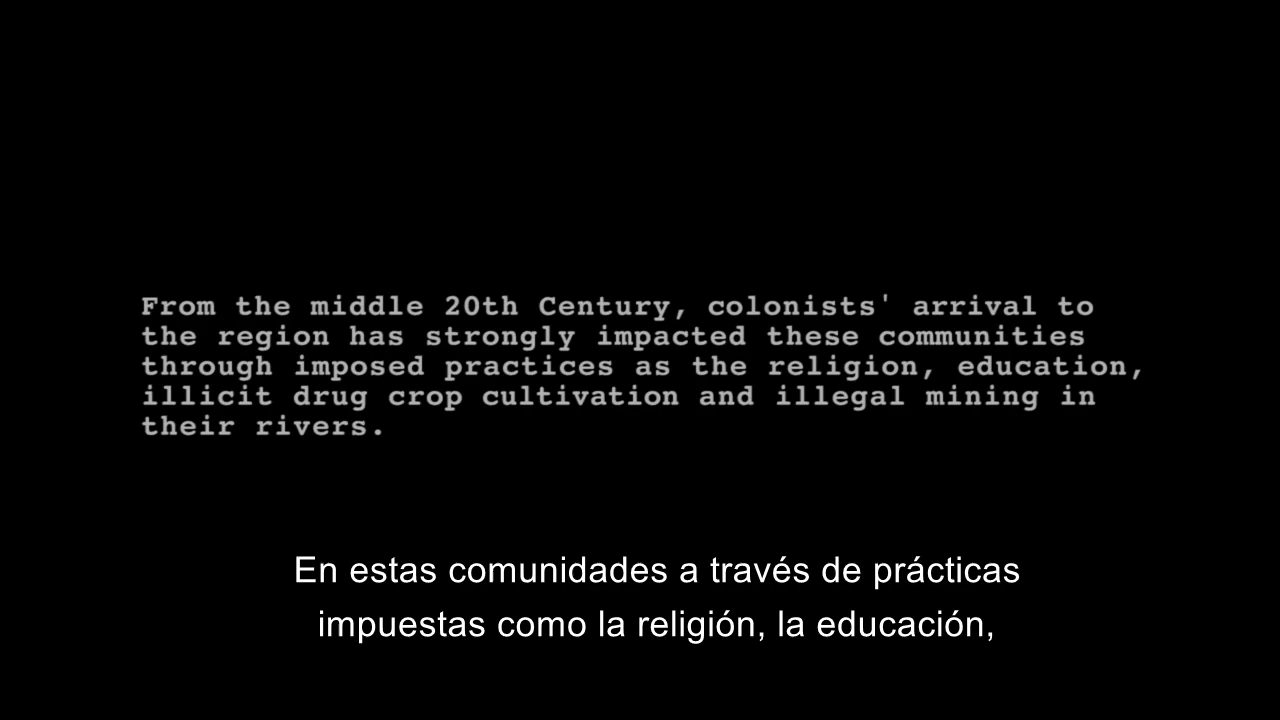 From the middle 20th Century, colonists' arrival to
the region has strongly impacted these communities
through imposed practices as the religion, education,
illicit drug crop cultivation and illegal mining in
their rivers.
En estas comunidades a través de prácticas
impuestas como la religión, la educación,